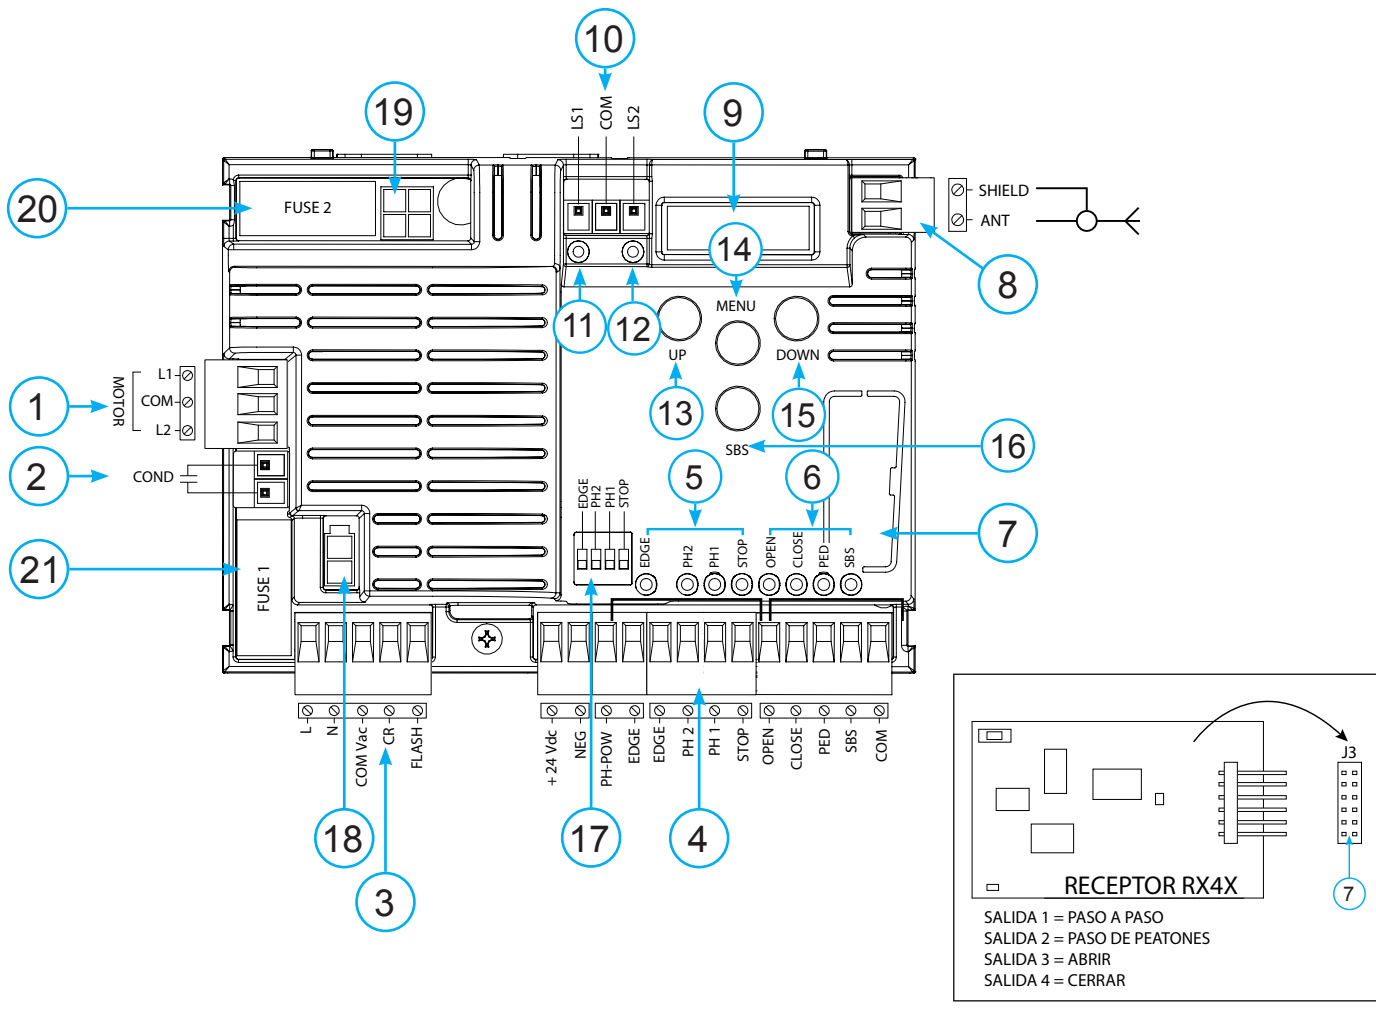 10
LS1
COM
LS2
19
9
20
FUSE 2
SHIELD
ANT
8
14
MENU
11
12
UP
DOWN
13
15
MOTOR
L1
COM
L2
1
2
COND
SBS
16
5
6
7
EDGE
PH2
PH1
STOP
EDGE
PH2
PH1
STOP
OPEN
CLOSE
PED
SBS
21
FUSE 1
L
N
COM Vac
CR
FLASH
+ 24 Vdc
NEG
PH-POW
EDGE
EDGE
PH 2
PH 1
STOP
OPEN
CLOSE
PED
SBS
COM
18
17
4
3
J3
7
RECEPTOR RX4X
SALIDA 1 = PASO A PASO
SALIDA 2 = PASO DE PEATONES
SALIDA 3 = ABRIR
SALIDA 4 = CERRAR